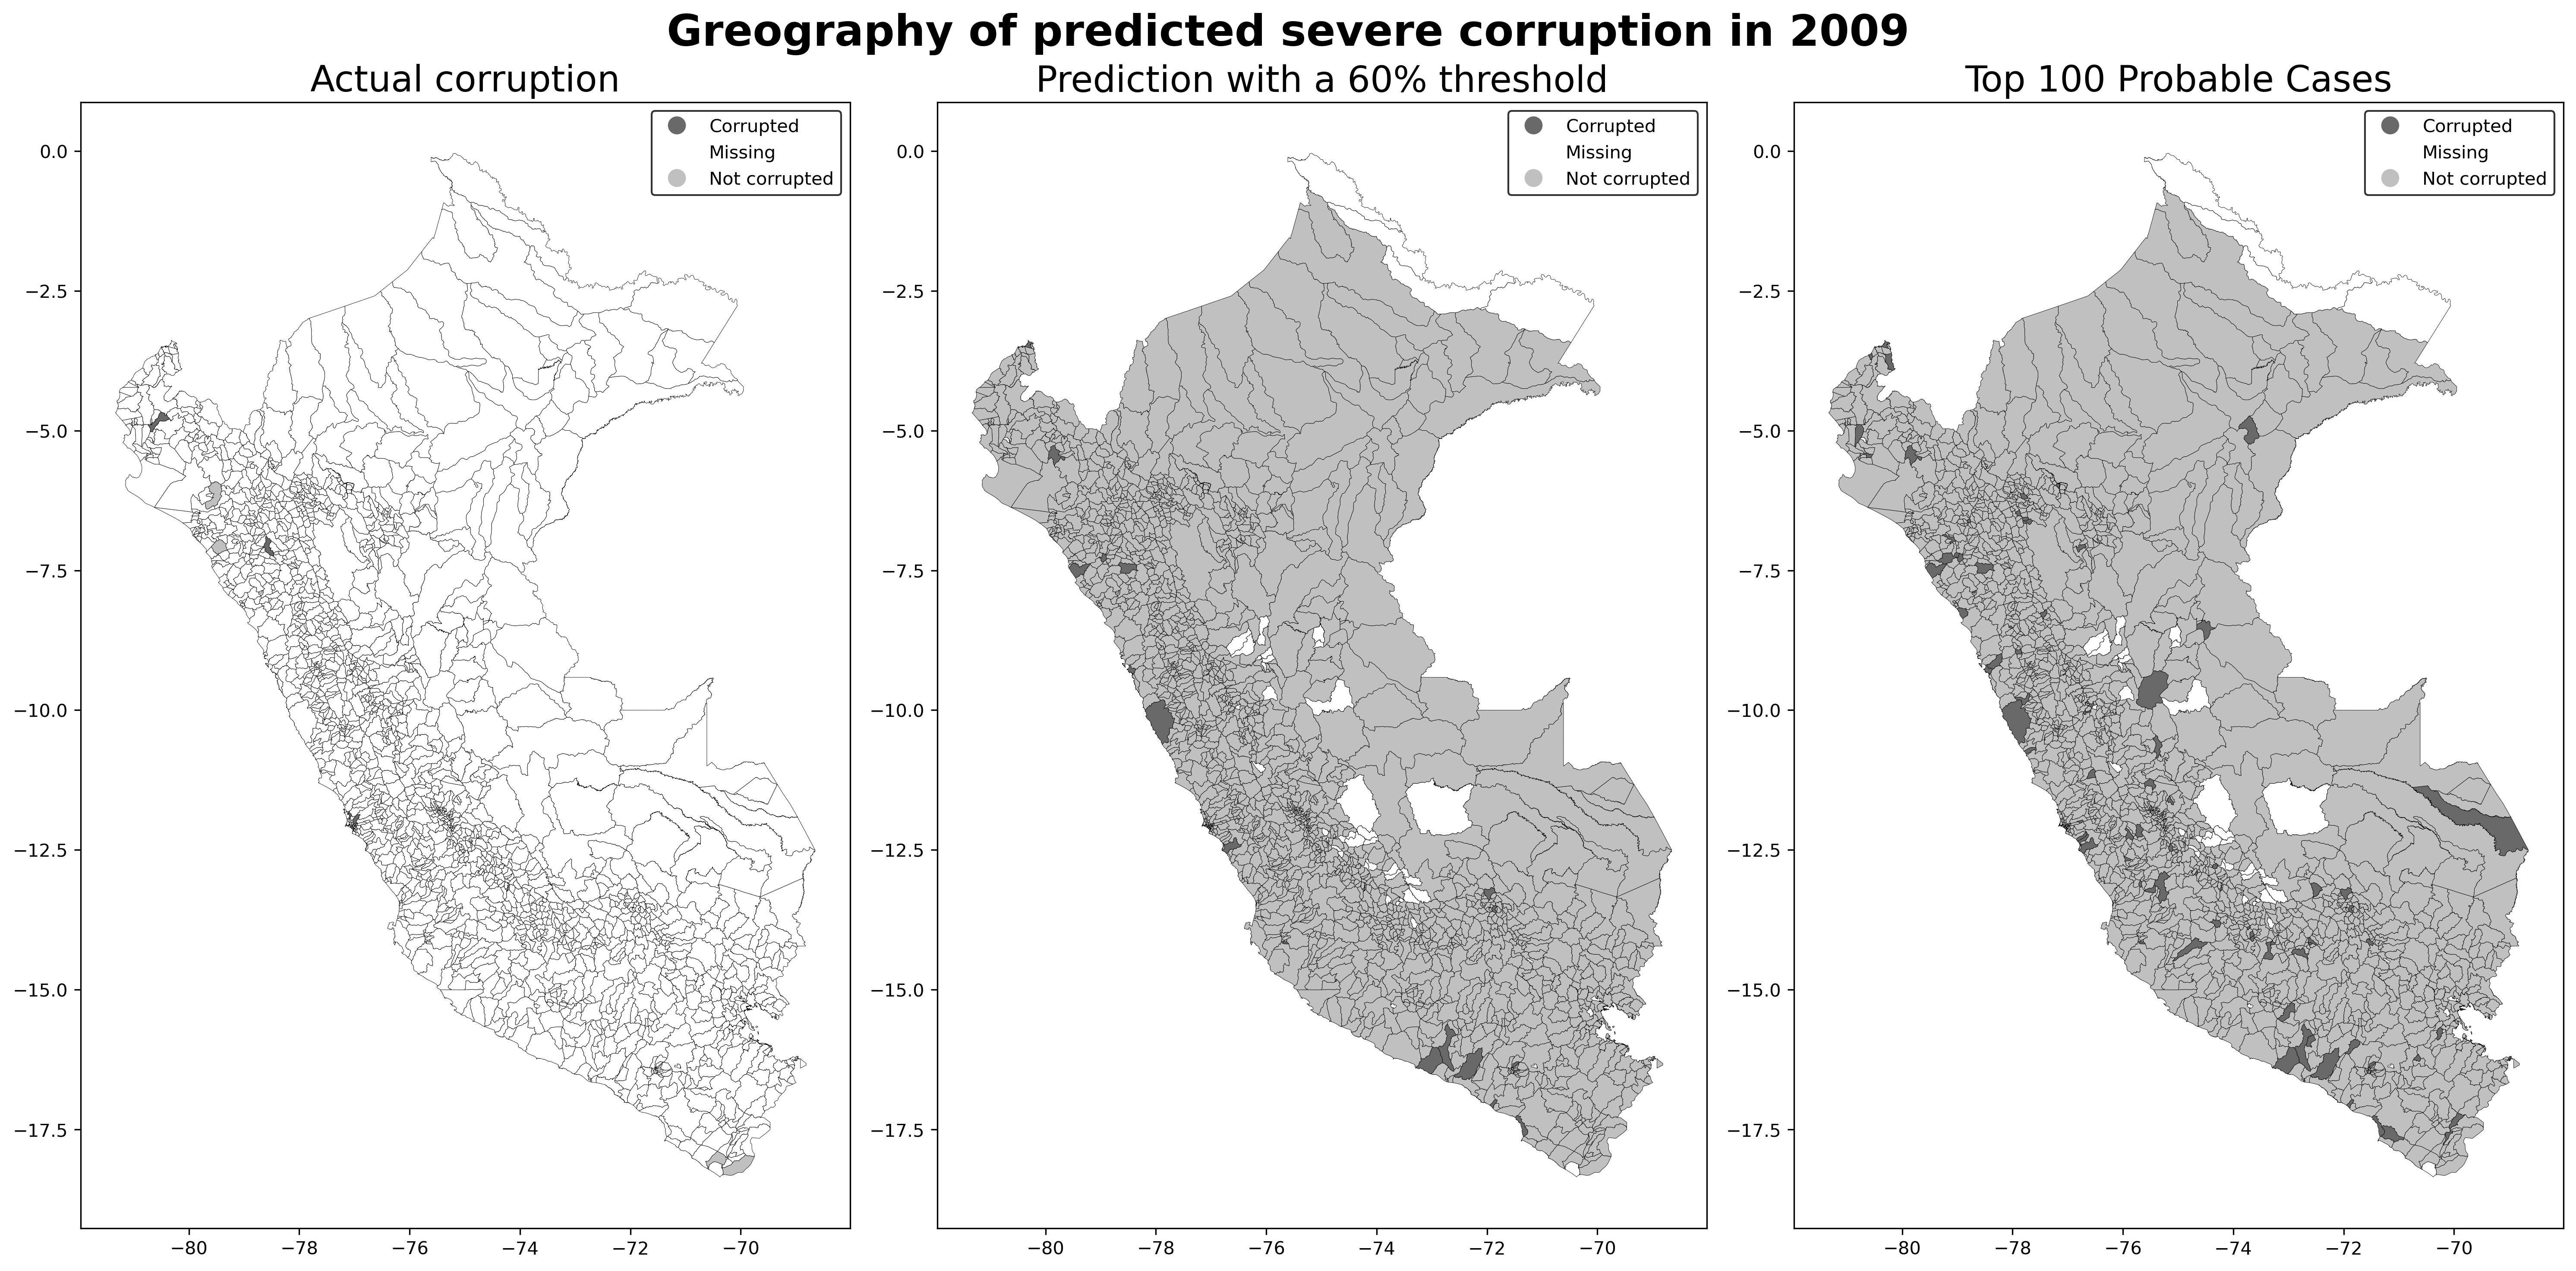 Greography of predicted severe corruption in 2009
Actual corruption
Corrupted
Missing
Not corrupted
0.0
−2.5
−5.0
−7.5
−10.0
−12.5
−15.0
−17.5
−80 −78 −76 −74 −72 −70
Prediction with a 60% threshold
Corrupted
Missing
Not corrupted
0.0
−2.5
−5.0
−7.5
−10.0
−12.5
−15.0
−17.5
−80 −78 −76 −74 −72 −70
Top 100 Probable Cases
Corrupted
Missing
Not corrupted
0.0
−2.5
−5.0
−7.5
−10.0
−12.5
−15.0
−17.5
−80 −78 −76 −74 −72 −70